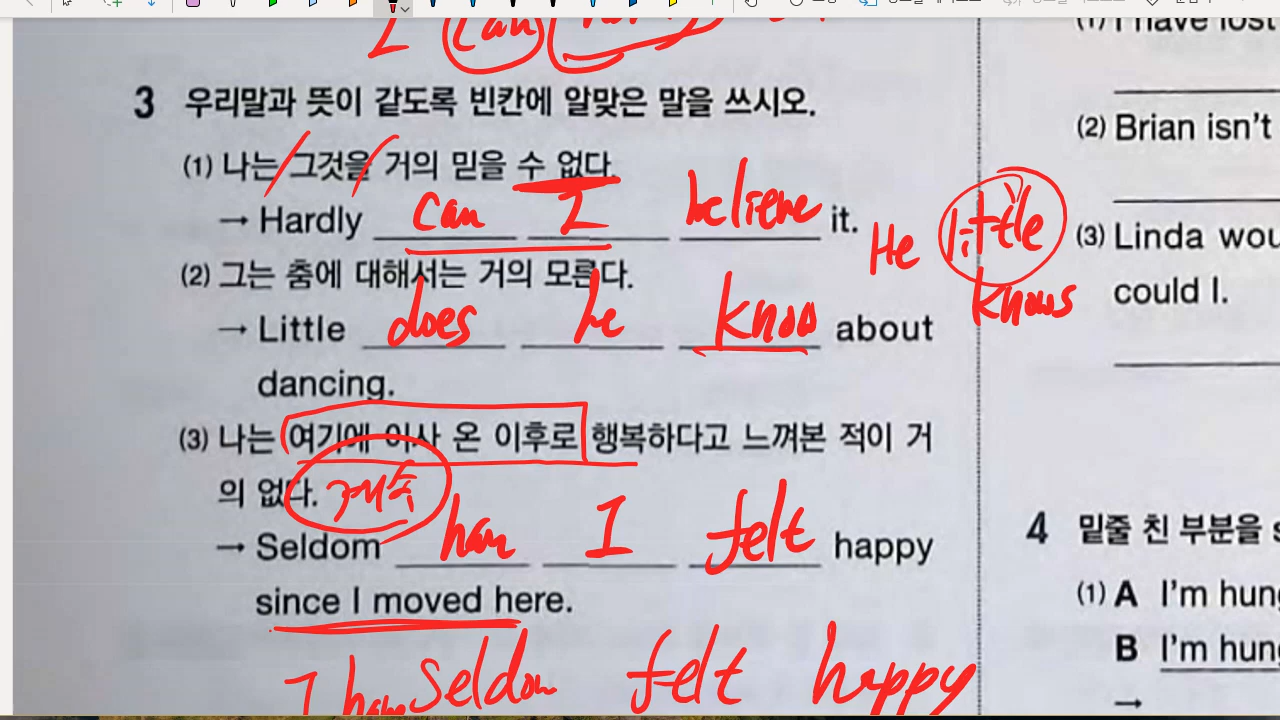 I can
3 우리말과 뜻이 같도록 빈칸에 알맞은 말을 쓰시오.
(1) 나는 그것을 거의 믿을 수 없다.
→ Hardly can I believe it.
He little knows
(2) 그는 춤에 대해서는 거의 모른다.
→ Little does he know about
dancing.
(3) 나는 여기에 이사 온 이후로 행복하다고 느껴본 적이 거
의 없다. 계속
→ Seldom have I felt happy
since I moved here.
I have seldom felt happy
(1) I have lost
(2) Brian isn't
(3) Linda wou
could I.
4 밑줄 친 부분을 s
(1) A I'm hung
B I'm hung
→